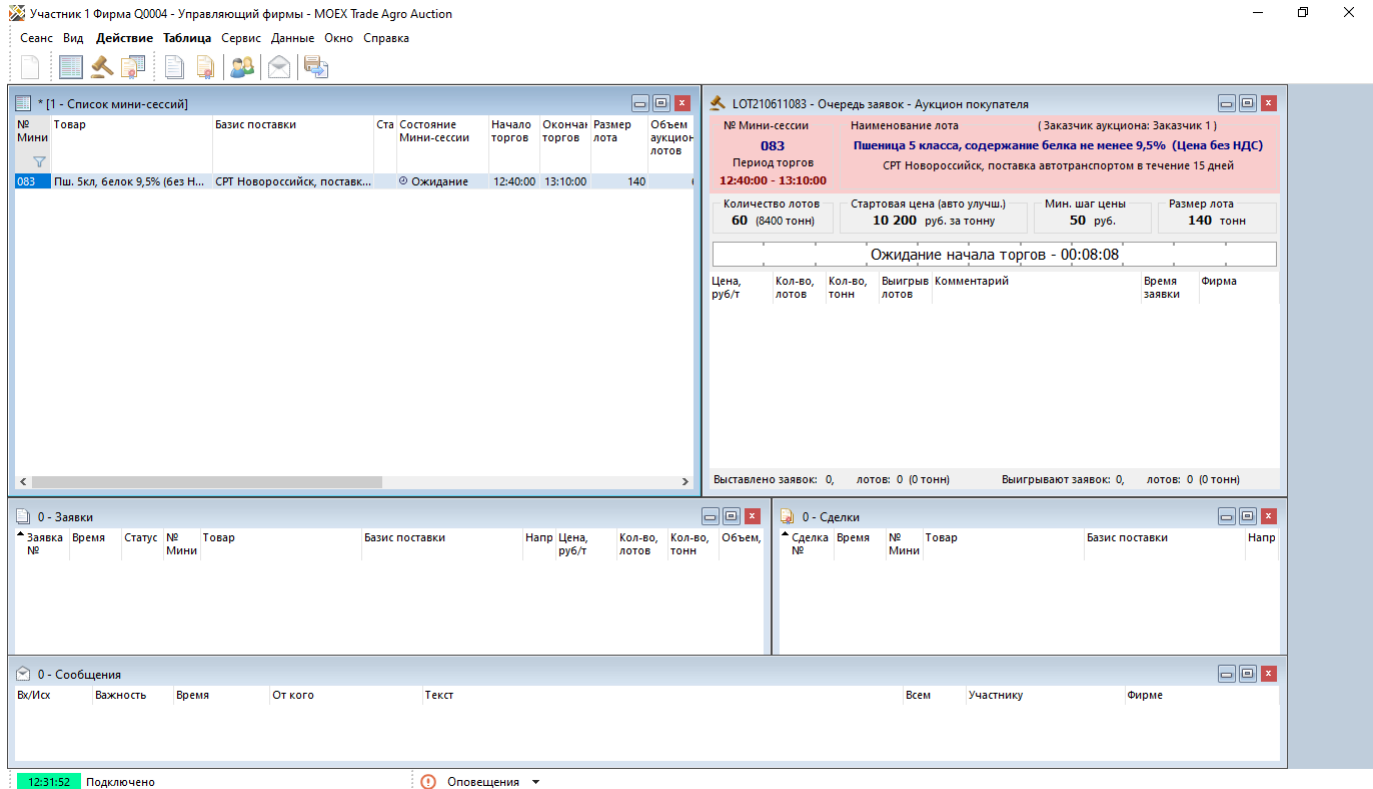 Участник 1 Фирма Q0004 - Управляющий фирмы - MOEX Trade Agro Auction
Сеанс Вид Действие Таблица Сервис Данные Окно Справка
* [1 - Список мини-сессий]
№ Мини Товар Базис поставки Ста Состояние Мини-сессии Начало торгов Окончан торгов Размер лота Объем аукцион лотов
083 Пш. 5кл, белок 9,5% (без Н... СРТ Новороссийск, поставк... Ожидание 12:40:00 13:10:00 140
LOT210611083 - Очередь заявок - Аукцион покупателя
№ Мини-сессии Наименование лота ( Заказчик аукциона: Заказчик 1 )
083 Пшеница 5 класса, содержание белка не менее 9,5% (Цена без НДС)
Период торгов СРТ Новороссийск, поставка автотранспортом в течение 15 дней
12:40:00 - 13:10:00
Количество лотов Стартовая цена (авто улучш.) Мин. шаг цены Размер лота
60 (8400 тонн) 10 200 руб. за тонну 50 руб. 140 тонн
Ожидание начала торгов - 00:08:08
Цена, Кол-во, Кол-во, Выигрыв Комментарий Время Фирма
руб/т лотов тонн лотов заявки
Выставлено заявок: 0, лотов: 0 (0 тонн) Выигрывают заявок: 0, лотов: 0 (0 тонн)
0 - Заявки
Заявка Время Статус № Товар Базис поставки Напр Цена, Кол-во, Кол-во, Объем,
№ Мини руб/т лотов тонн
0 - Сделки
Сделка Время № Товар Базис поставки Напр
№ Мини
0 - Сообщения
Вх/Исх Важность Время От кого Текст Всем Участнику Фирме
12:31:52 Подключено Оповещения